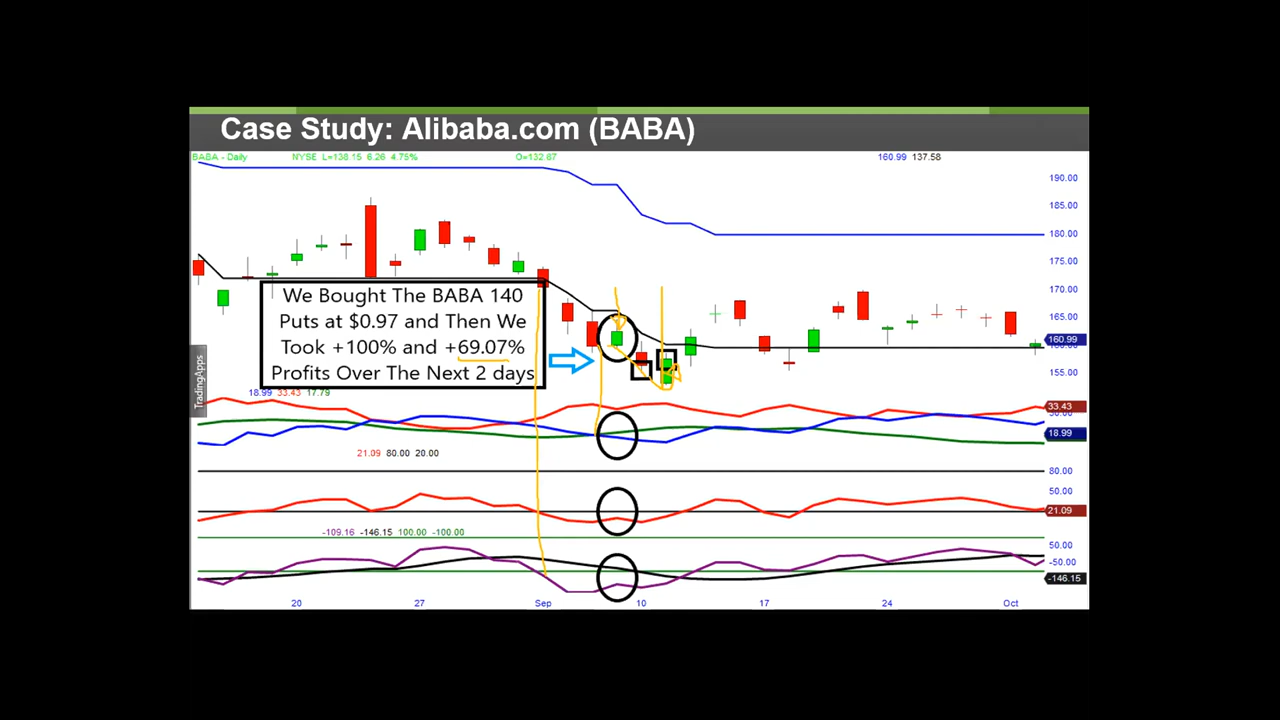 Case Study: Alibaba.com (BABA)
BABA - Daily NYSE L=138.15 6.26 4.75% O=132.87 160.99 137.58
190.00
185.00
180.00
175.00
170.00
165.00
160.99
155.00
We Bought The BABA 140
Puts at $0.97 and Then We
Took +100% and +69.07%
Profits Over The Next 2 days
TradingApps
18.99 33.43 17.79
33.43
18.99
21.09 80.00 20.00
80.00
50.00
21.09
-109.16 -146.15 100.00 -100.00
50.00
-50.00
-146.15
20 27 Sep 10 17 24 Oct